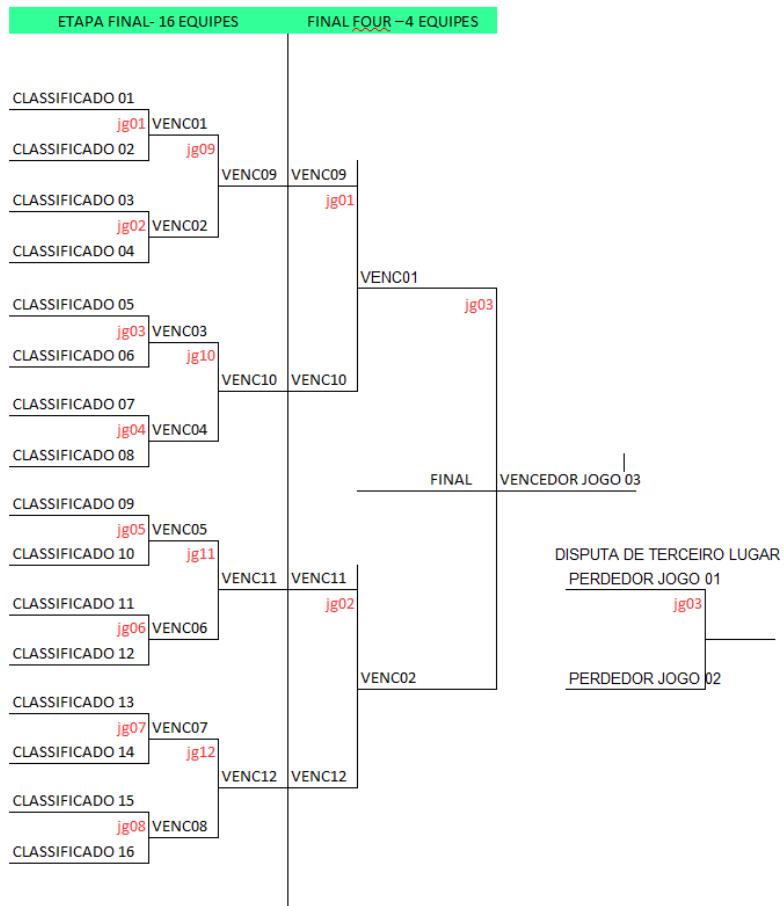 ETAPA FINAL- 16 EQUIPES
FINAL FOUR – 4 EQUIPES
CLASSIFICADO 01
jg01 VENC01
CLASSIFICADO 02
jg09
VENC09 VENC09
CLASSIFICADO 03
jg01
jg02 VENC02
CLASSIFICADO 04
VENC01
CLASSIFICADO 05
jg03
jg03 VENC03
CLASSIFICADO 06
jg10
VENC10 VENC10
CLASSIFICADO 07
jg04 VENC04
CLASSIFICADO 08
FINAL VENCEDOR JOGO 03
CLASSIFICADO 09
jg05 VENC05
CLASSIFICADO 10
jg11
DISPUTA DE TERCEIRO LUGAR
VENC11 VENC11
PERDEDOR JOGO 01
CLASSIFICADO 11
jg02
jg03
jg06 VENC06
CLASSIFICADO 12
VENC02
PERDEDOR JOGO 02
CLASSIFICADO 13
jg07 VENC07
CLASSIFICADO 14
jg12
VENC12 VENC12
CLASSIFICADO 15
jg08 VENC08
CLASSIFICADO 16